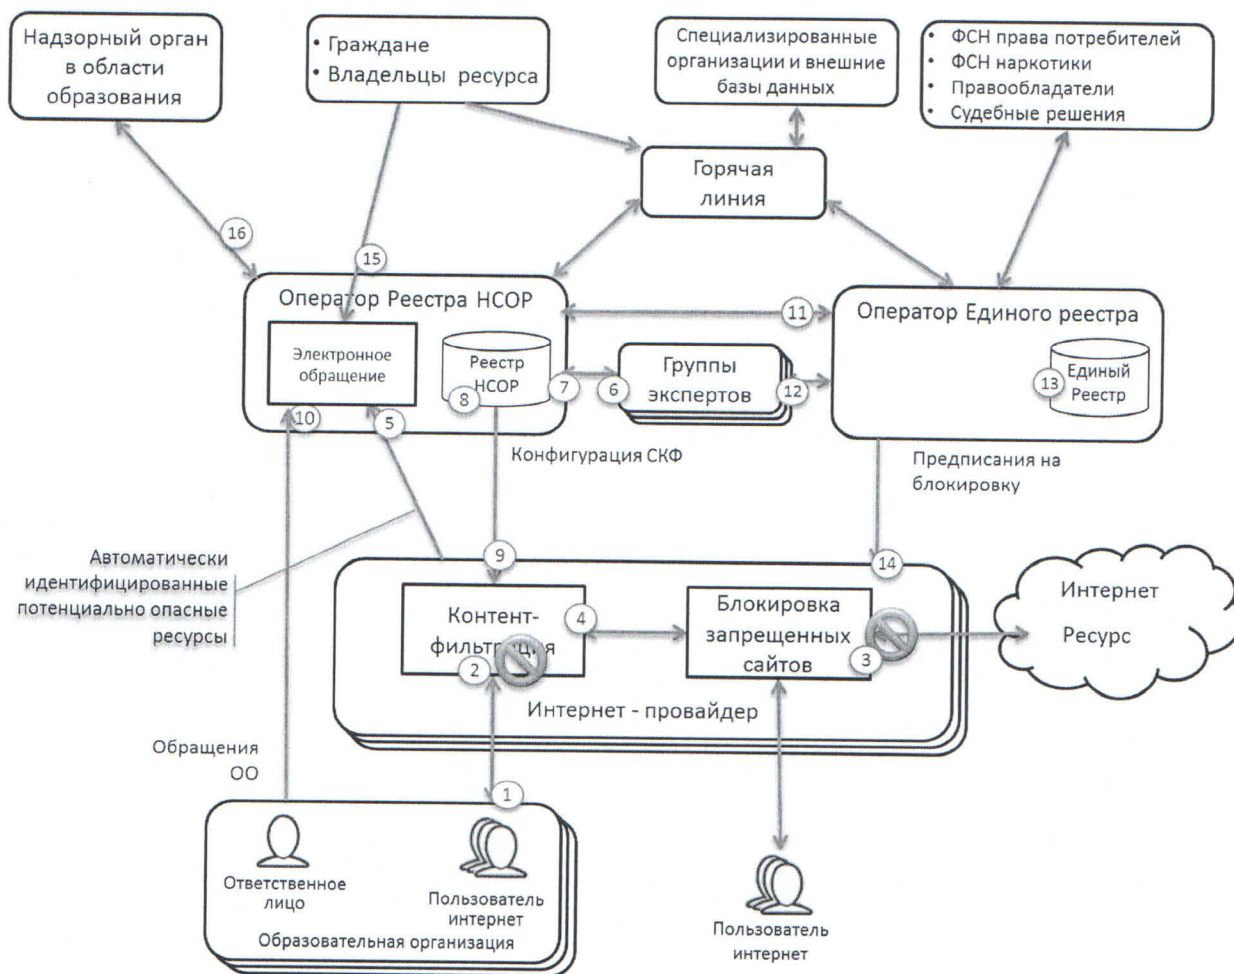 Надзорный орган
в области
образования
• Граждане
• Владельцы ресурса
Специализированные
организации и внешние
базы данных
• ФСН права потребителей
• ФСН наркотики
• Правообладатели
• Судебные решения
Горячая
линия
16
15
Оператор Реестра НСОР
11
Оператор Единого реестра
Электронное
обращение
Реестр
НСОР
8
7
6
Группы
экспертов
12
13
Единый
Реестр
10
5
Конфигурация СКФ
Предписания на
блокировку
Автоматически
идентифицированные
потенциально опасные
ресурсы
9
14
Контент-
фильтрация
2
4
Блокировка
запрещенных
сайтов
3
Интернет
Ресурс
Интернет - провайдер
Обращения
ОО
1
Ответственное
лицо
Пользователь
интернет
Образовательная организация
Пользователь
интернет